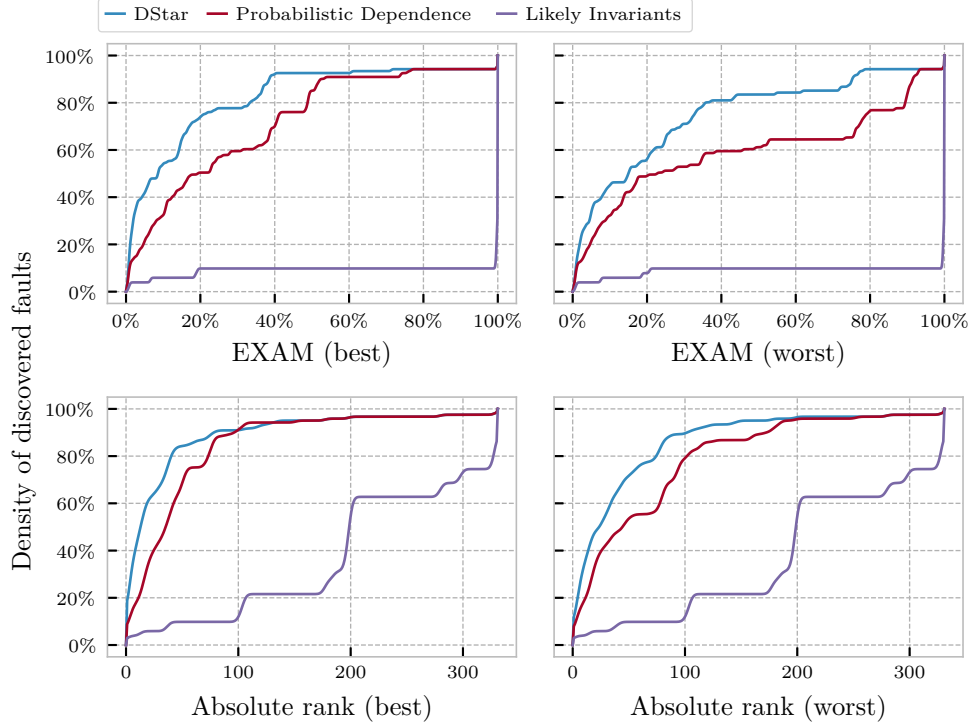 DStar Probabilistic Dependence Likely Invariants
Density of discovered faults
100%
80%
60%
40%
20%
0%
0% 20% 40% 60% 80% 100%
EXAM (best)
0% 20% 40% 60% 80% 100%
EXAM (worst)
100%
80%
60%
40%
20%
0%
0 100 200 300
Absolute rank (best)
0 100 200 300
Absolute rank (worst)